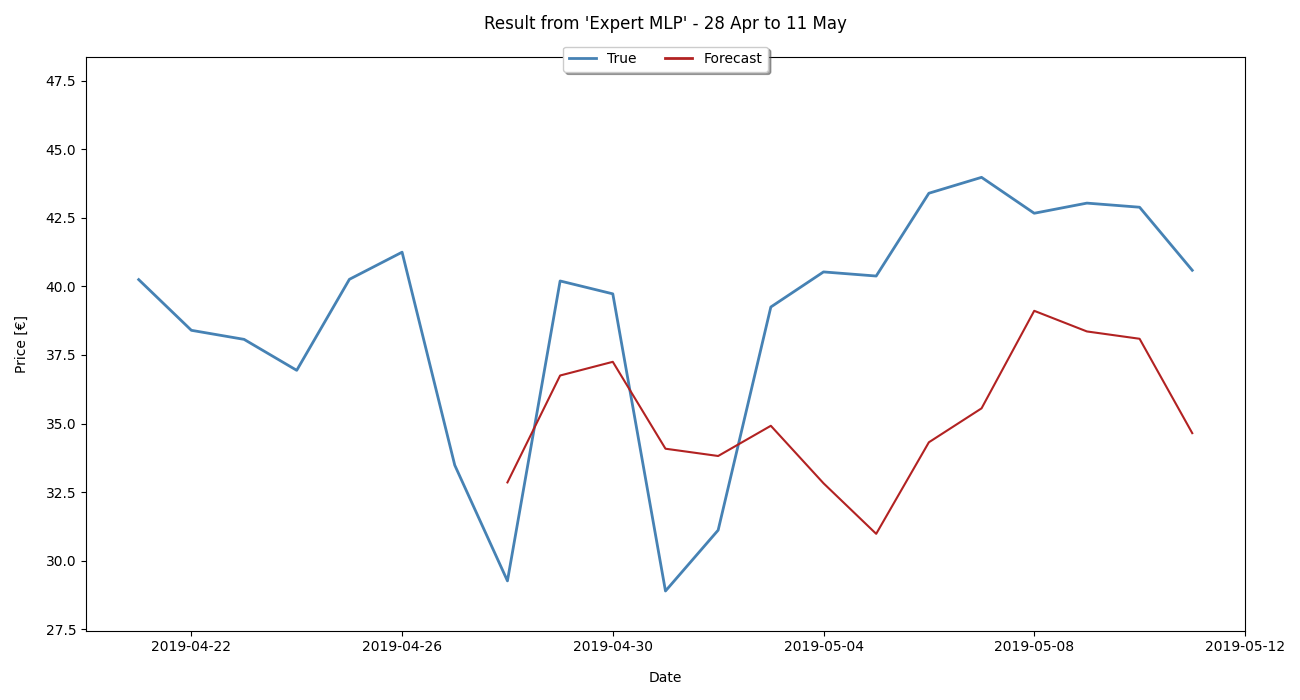 Result from 'Expert MLP' - 28 Apr to 11 May
True Forecast
47.5
45.0
42.5
40.0
37.5
35.0
32.5
30.0
27.5
Price [€]
2019-04-22 2019-04-26 2019-04-30 2019-05-04 2019-05-08 2019-05-12
Date